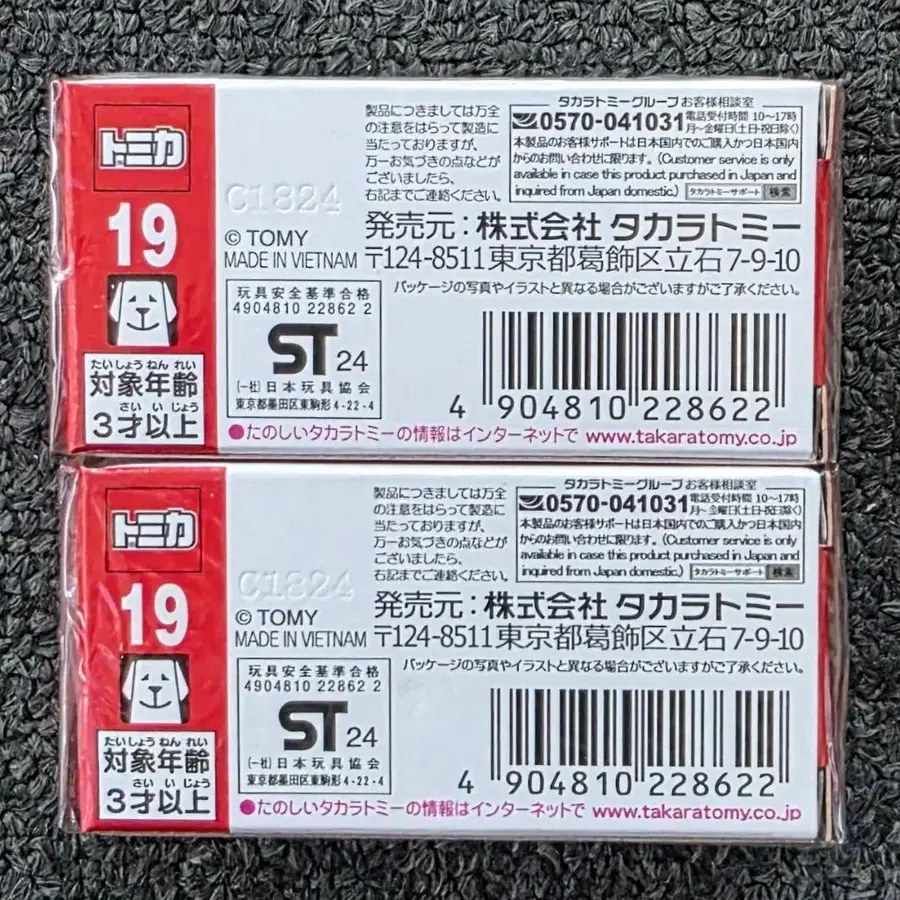 トミカ
19
たいしょうねんれい
対象年齢
さいいじょう
3才以上
C1824
© TOMY
MADE IN VIETNAM
玩具安全基準合格
4904810 22862 2
ST 24
(一社)日本玩具協会
東京都墨田区東駒形4-22-4
製品につきましては万全
の注意をはらって製造に
当たっておりますが、
万一お気づきの点などが
ございましたら、
右記までご連絡ください。
タカラトミーグループお客様相談室
0570-041031 電話受付時間 10〜17時
月〜金曜日(土・日・祝日除く)
本製品のお客様サポートは日本国内でのご購入かつ日本国内
からのお問い合わせに限ります。(Customer service is only
available in case this product purchased in Japan and
inquired from Japan domestic.) タカラトミーサポート 検索
発売元:株式会社 タカラトミー
〒124-8511東京都葛飾区立石7-9-10
パッケージの写真やイラストと異なる場合がございますがご了承ください。
4 904810 228622
●たのしいタカラトミーの情報はインターネットで www.takaratomy.co.jp
トミカ
19
たいしょうねんれい
対象年齢
さいいじょう
3才以上
C1824
© TOMY
MADE IN VIETNAM
玩具安全基準合格
4904810 22862 2
ST 24
(一社)日本玩具協会
東京都墨田区東駒形4-22-4
製品につきましては万全
の注意をはらって製造に
当たっておりますが、
万一お気づきの点などが
ございましたら、
右記までご連絡ください。
タカラトミーグループお客様相談室
0570-041031 電話受付時間 10〜17時
月〜金曜日(土・日・祝日除く)
本製品のお客様サポートは日本国内でのご購入かつ日本国内
からのお問い合わせに限ります。(Customer service is only
available in case this product purchased in Japan and
inquired from Japan domestic.) タカラトミーサポート 検索
発売元:株式会社 タカラトミー
〒124-8511東京都葛飾区立石7-9-10
パッケージの写真やイラストと異なる場合がございますがご了承ください。
4 904810 228622
●たのしいタカラトミーの情報はインターネットで www.takaratomy.co.jp